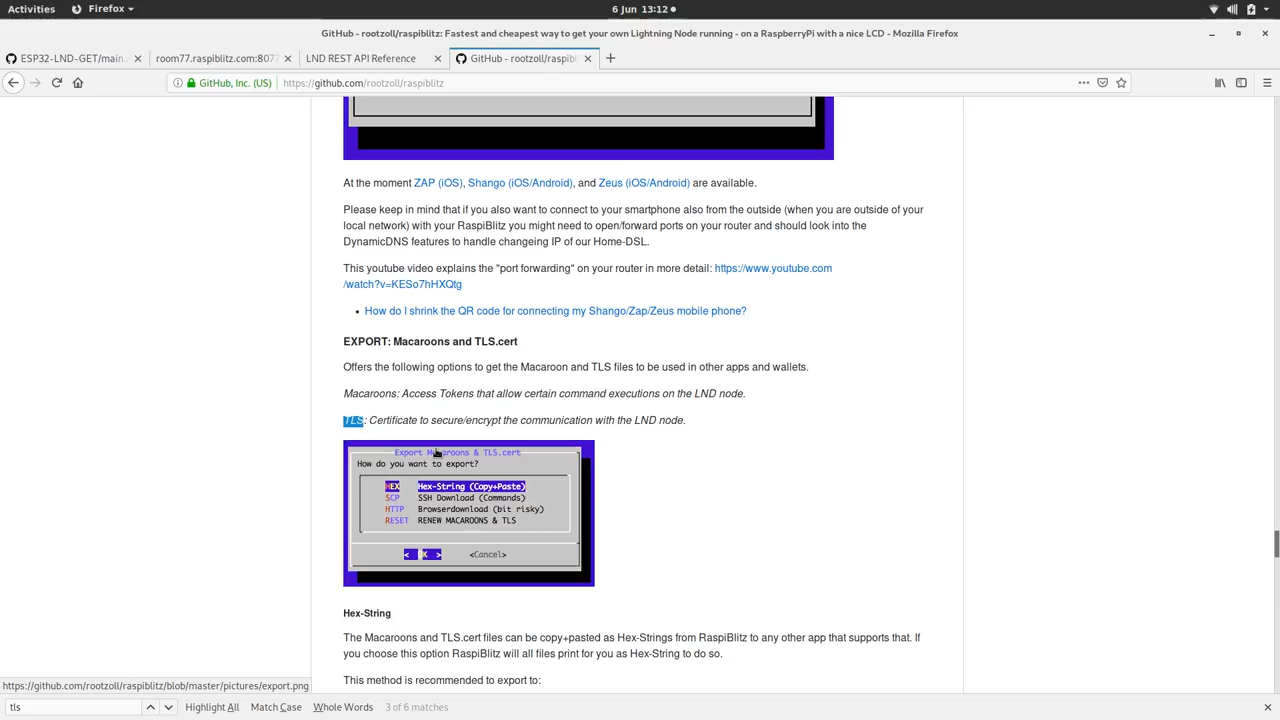 Activities
Firefox
6 Jun 13:12
GitHub - rootzoll/raspiblitz: Fastest and cheapest way to get your own Lightning Node running - on a RaspberryPi with a nice LCD - Mozilla Firefox
ESP32-LND-GET/main.
room77.raspiblitz.com:807
LND REST API Reference
GitHub - rootzoll/raspibl
GitHub, Inc. (US)
https://github.com/rootzoll/raspiblitz
At the moment ZAP (iOS), Shango (iOS/Android), and Zeus (iOS/Android) are available.
Please keep in mind that if you also want to connect to your smartphone also from the outside (when you are outside of your
local network) with your RaspiBlitz you might need to open/forward ports on your router and should look into the
DynamicDNS features to handle changeing IP of our Home-DSL.
This youtube video explains the "port forwarding" on your router in more detail: https://www.youtube.com
/watch?v=KESo7hHXQtg
• How do I shrink the QR code for connecting my Shango/Zap/Zeus mobile phone?
EXPORT: Macaroons and TLS.cert
Offers the following options to get the Macaroon and TLS files to be used in other apps and wallets.
Macaroons: Access Tokens that allow certain command executions on the LND node.
TLS: Certificate to secure/encrypt the communication with the LND node.
Export Macaroons & TLS.cert
How do you want to export?
HEX Hex-String (Copy+Paste)
SCP SSH Download (Commands)
HTTP Browserdownload (bit risky)
RESET RENEW MACAROONS & TLS
< OK >
<Cancel>
Hex-String
The Macaroons and TLS.cert files can be copy+pasted as Hex-Strings from RaspiBlitz to any other app that supports that. If
you choose this option RaspiBlitz will all files print for you as Hex-String to do so.
This method is recommended to export to:
https://github.com/rootzoll/raspiblitz/blob/master/pictures/export.png
tls
Highlight All
Match Case
Whole Words
3 of 6 matches